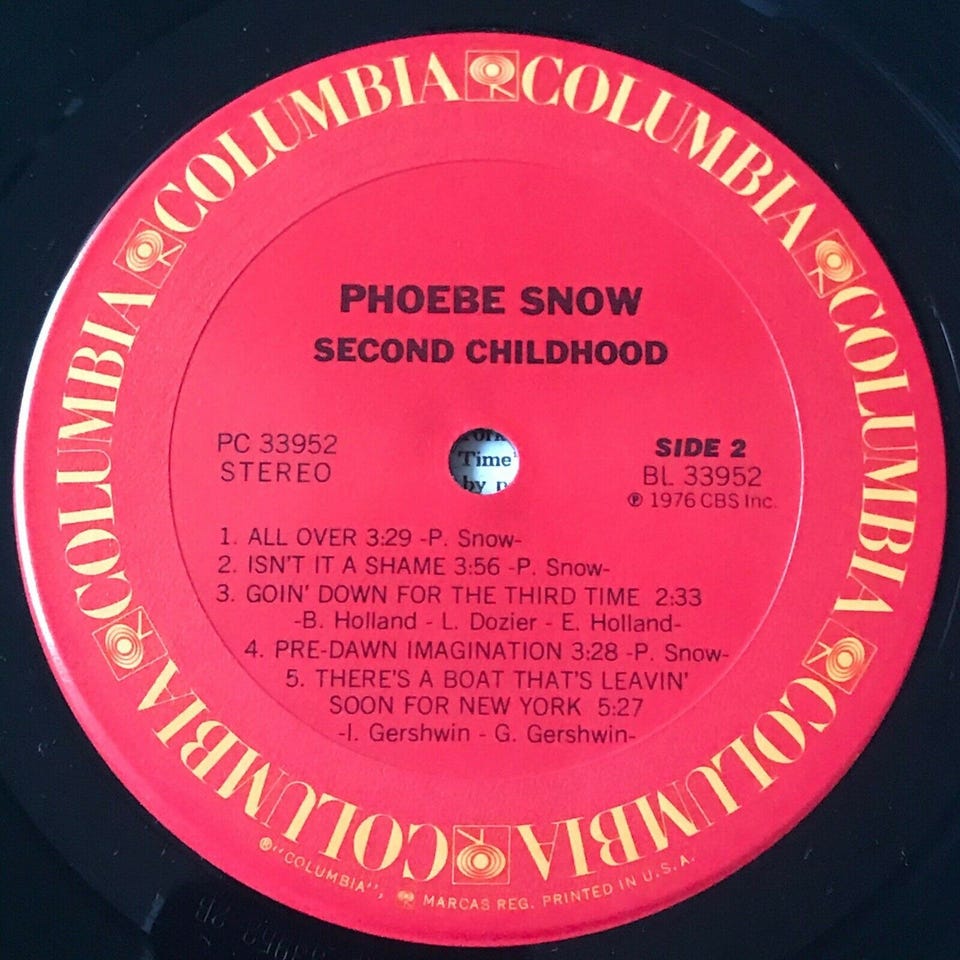 COLUMBIA COLUMBIA COLUMBIA COLUMBIA COLUMBIA COLUMBIA
PHOEBE SNOW
SECOND CHILDHOOD
PC 33952
STEREO
Time
by
SIDE 2
BL 33952
℗ 1976 CBS Inc.
1. ALL OVER 3:29 -P. Snow-
2. ISN'T IT A SHAME 3:56 -P. Snow-
3. GOIN' DOWN FOR THE THIRD TIME 2:33
-B. Holland - L. Dozier - E. Holland-
4. PRE-DAWN IMAGINATION 3:28 -P. Snow-
5. THERE'S A BOAT THAT'S LEAVIN'
SOON FOR NEW YORK 5:27
-I. Gershwin - G. Gershwin-
® "COLUMBIA", MARCAS REG. PRINTED IN U.S.A.